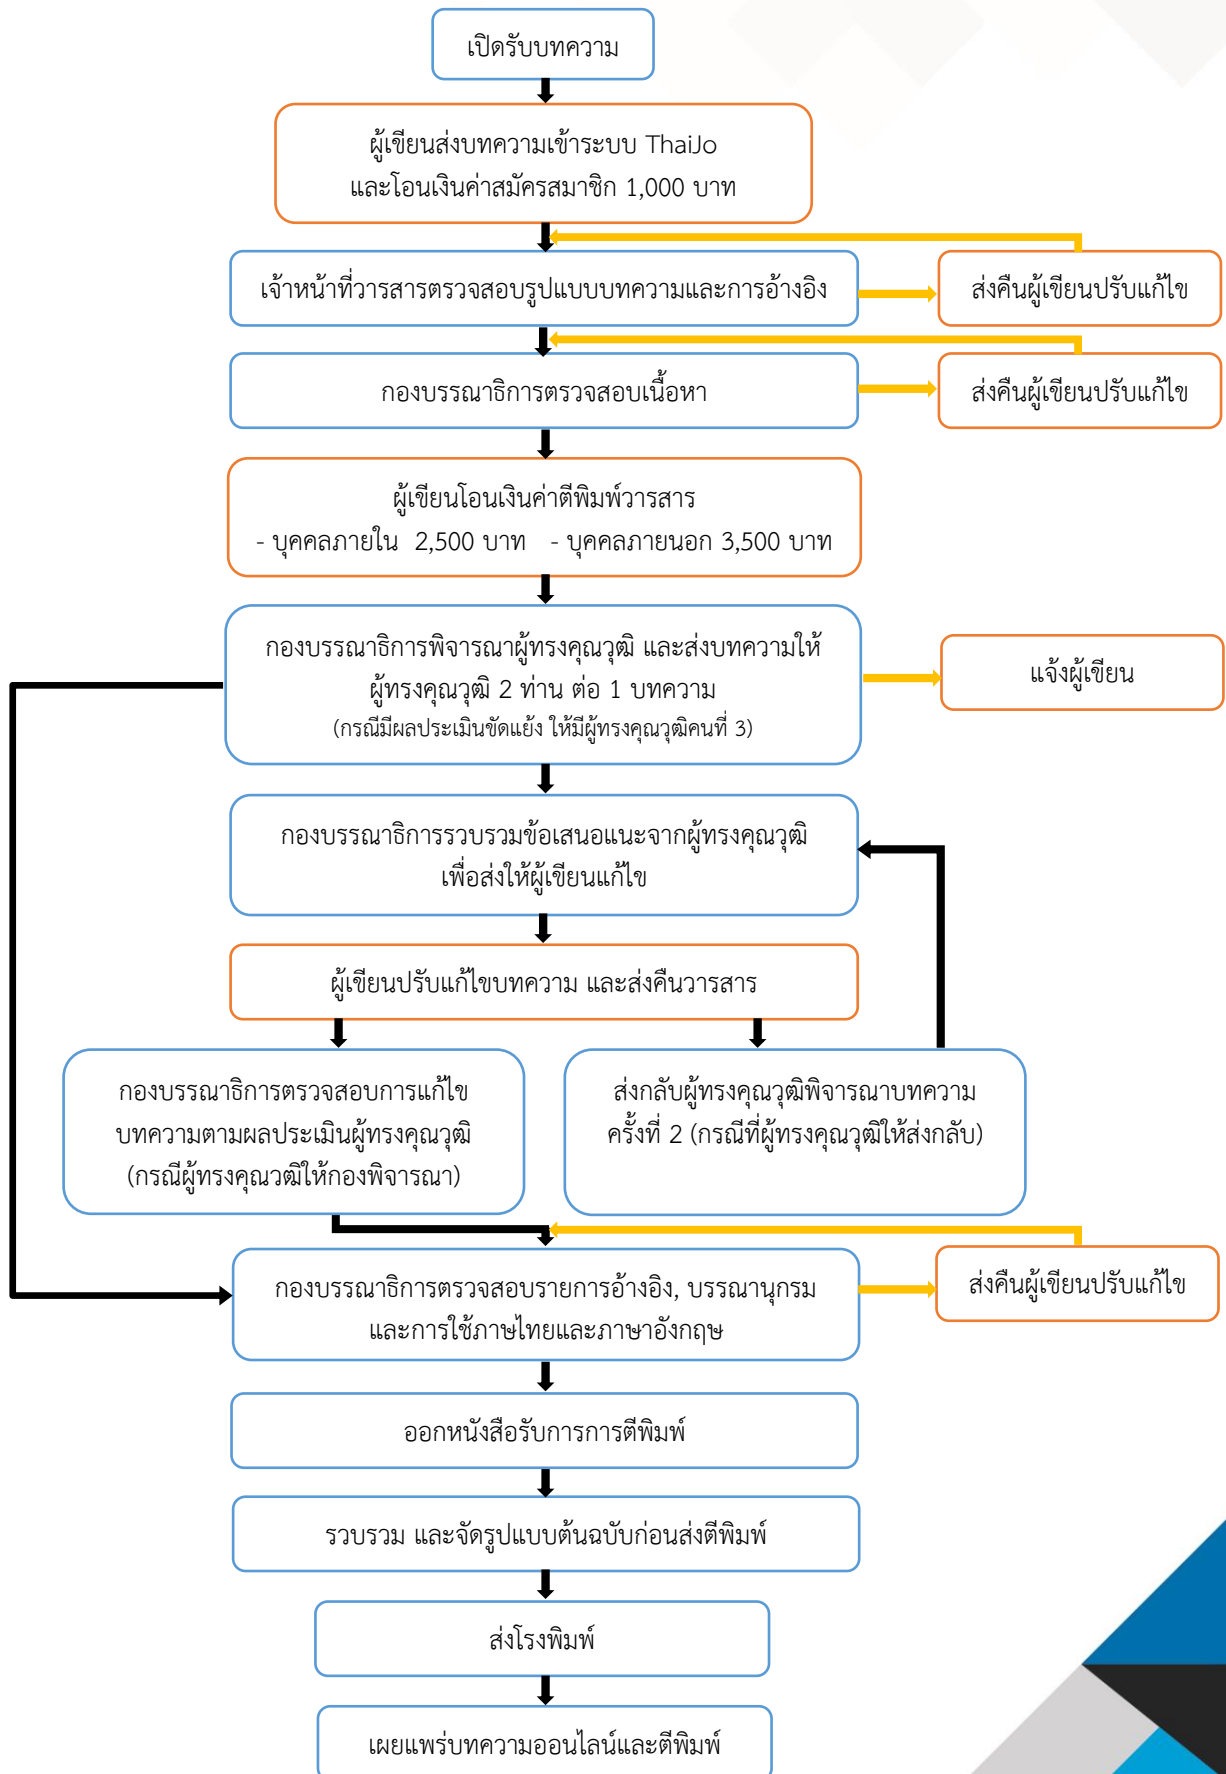 เปิดรับบทความ
ผู้เขียนส่งบทความเข้าระบบ ThaiJo
และโอนเงินค่าสมัครสมาชิก 1,000 บาท
เจ้าหน้าที่วารสารตรวจสอบรูปแบบบทความและการอ้างอิง
ส่งคืนผู้เขียนปรับแก้ไข
กองบรรณาธิการตรวจสอบเนื้อหา
ส่งคืนผู้เขียนปรับแก้ไข
ผู้เขียนโอนเงินค่าตีพิมพ์วารสาร
- บุคคลภายใน 2,500 บาท - บุคคลภายนอก 3,500 บาท
กองบรรณาธิการพิจารณาผู้ทรงคุณวุฒิ และส่งบทความให้
ผู้ทรงคุณวุฒิ 2 ท่าน ต่อ 1 บทความ
(กรณีมีผลประเมินขัดแย้ง ให้มีผู้ทรงคุณวุฒิคนที่ 3)
แจ้งผู้เขียน
กองบรรณาธิการรวบรวมข้อเสนอแนะจากผู้ทรงคุณวุฒิ
เพื่อส่งให้ผู้เขียนแก้ไข
ผู้เขียนปรับแก้ไขบทความ และส่งคืนวารสาร
กองบรรณาธิการตรวจสอบการแก้ไข
บทความตามผลประเมินผู้ทรงคุณวุฒิ
(กรณีผู้ทรงคุณวฒิให้กองพิจารณา)
ส่งกลับผู้ทรงคุณวุฒิพิจารณาบทความ
ครั้งที่ 2 (กรณีที่ผู้ทรงคุณวุฒิให้ส่งกลับ)
กองบรรณาธิการตรวจสอบรายการอ้างอิง, บรรณานุกรม
และการใช้ภาษไทยและภาษาอังกฤษ
ส่งคืนผู้เขียนปรับแก้ไข
ออกหนังสือรับการการตีพิมพ์
รวบรวม และจัดรูปแบบต้นฉบับก่อนส่งตีพิมพ์
ส่งโรงพิมพ์
เผยแพร่บทความออนไลน์และตีพิมพ์